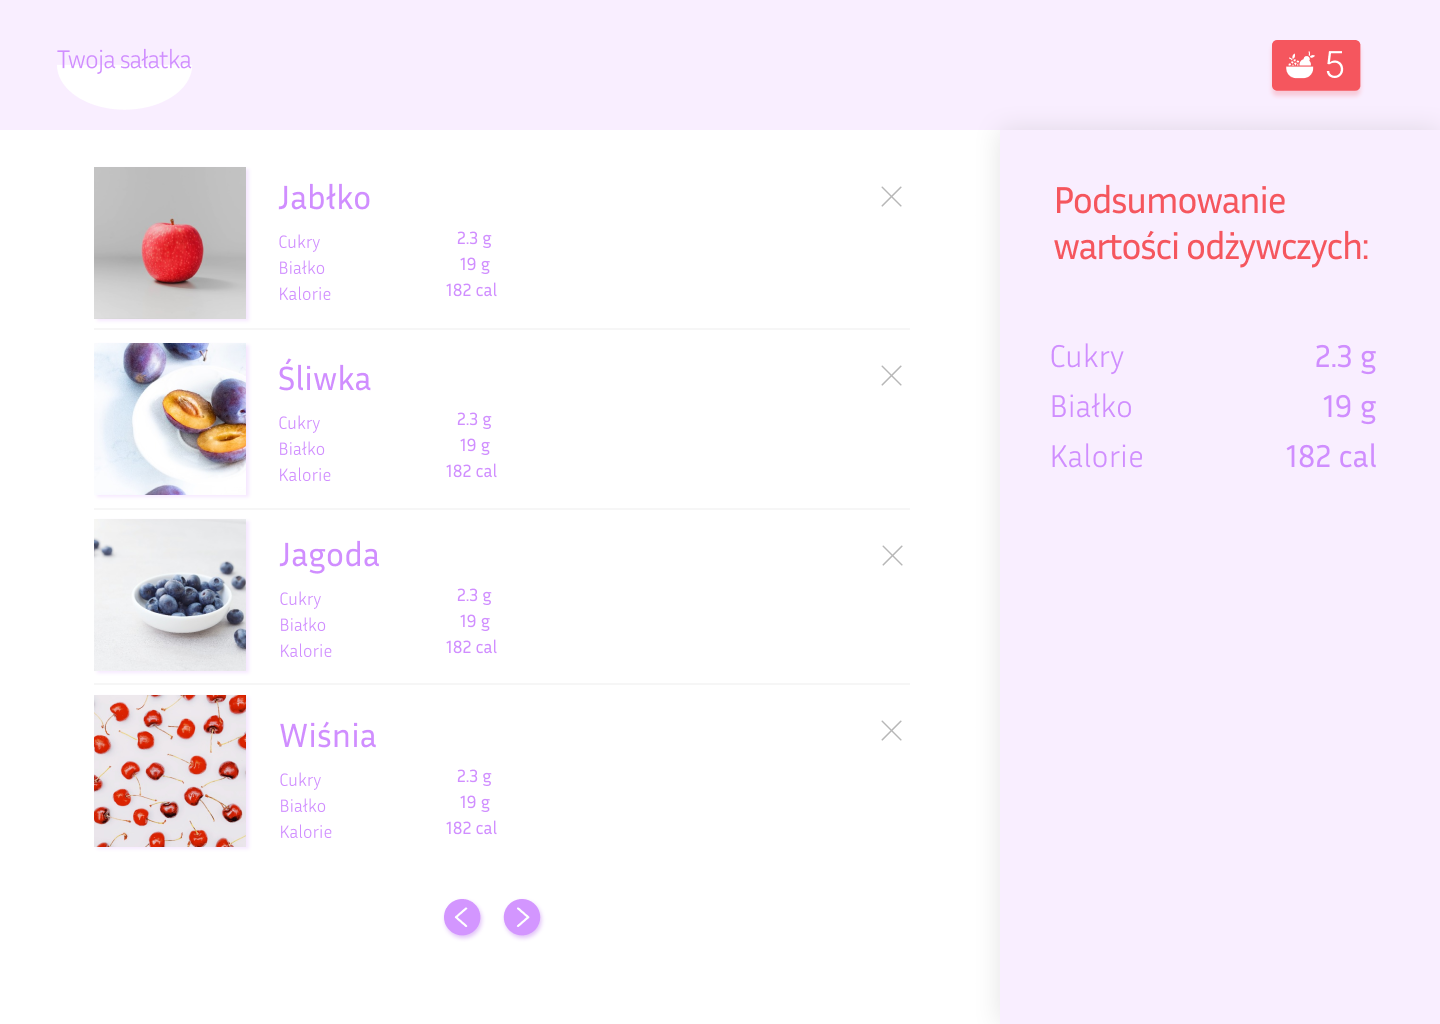 Twoja sałatka
5
Jabłko
Cukry 2.3 g
Białko 19 g
Kalorie 182 cal
Śliwka
Cukry 2.3 g
Białko 19 g
Kalorie 182 cal
Jagoda
Cukry 2.3 g
Białko 19 g
Kalorie 182 cal
Wiśnia
Cukry 2.3 g
Białko 19 g
Kalorie 182 cal
Podsumowanie
wartości odżywczych:
Cukry 2.3 g
Białko 19 g
Kalorie 182 cal